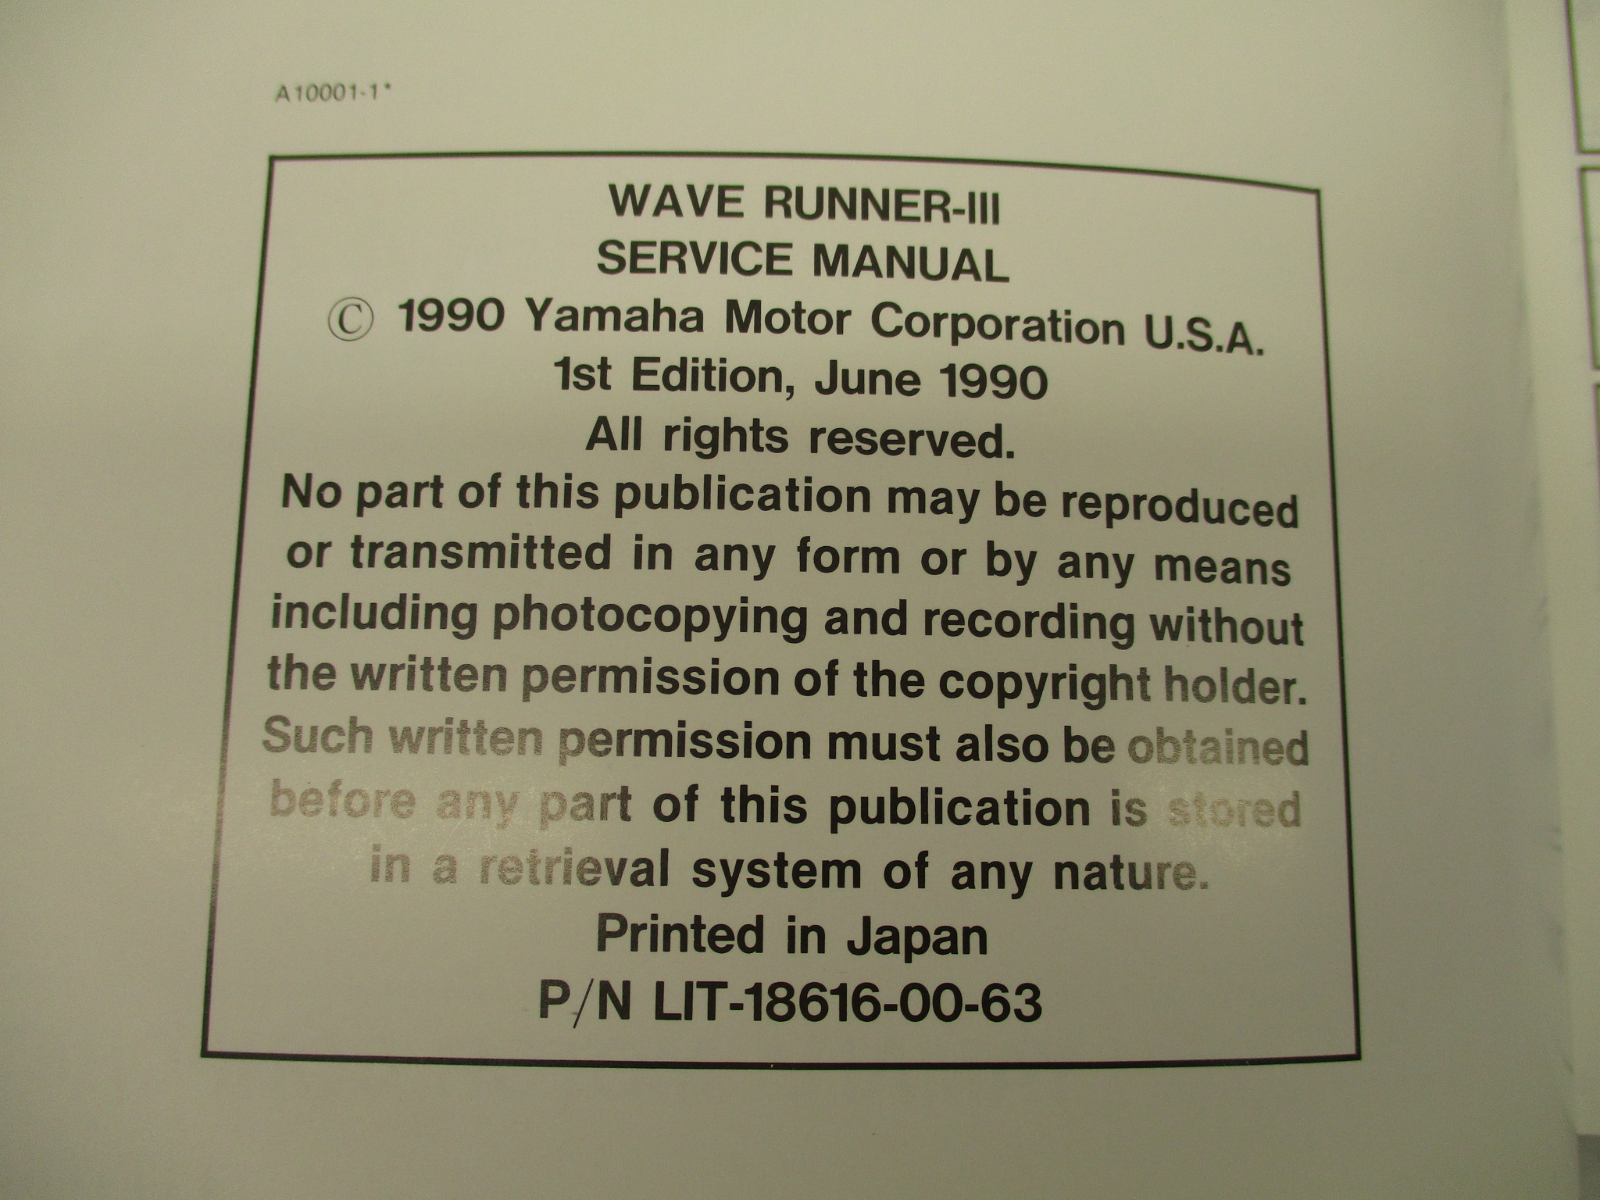 A10001-1*
WAVE RUNNER-III
SERVICE MANUAL
© 1990 Yamaha Motor Corporation U.S.A.
1st Edition, June 1990
All rights reserved.
No part of this publication may be reproduced
or transmitted in any form or by any means
including photocopying and recording without
the written permission of the copyright holder.
Such written permission must also be obtained
before any part of this publication is stored
in a retrieval system of any nature.
Printed in Japan
P/N LIT-18616-00-63